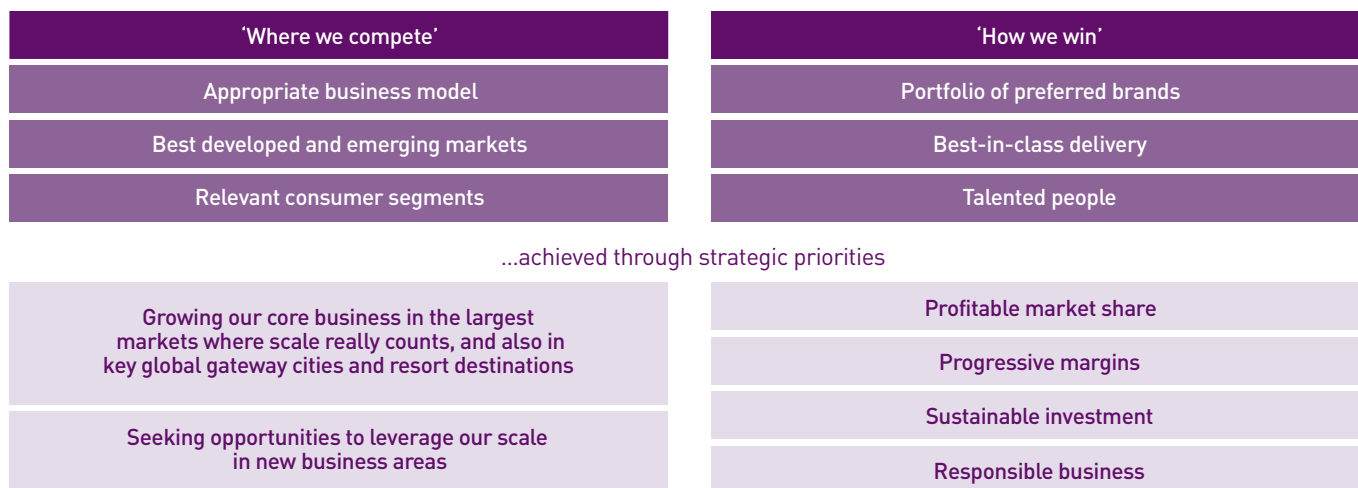 ‘Where we compete’
Appropriate business model
Best developed and emerging markets
Relevant consumer segments
‘How we win’
Portfolio of preferred brands
Best-in-class delivery
Talented people
...achieved through strategic priorities
Growing our core business in the largest
markets where scale really counts, and also in
key global gateway cities and resort destinations
Seeking opportunities to leverage our scale
in new business areas
Profitable market share
Progressive margins
Sustainable investment
Responsible business